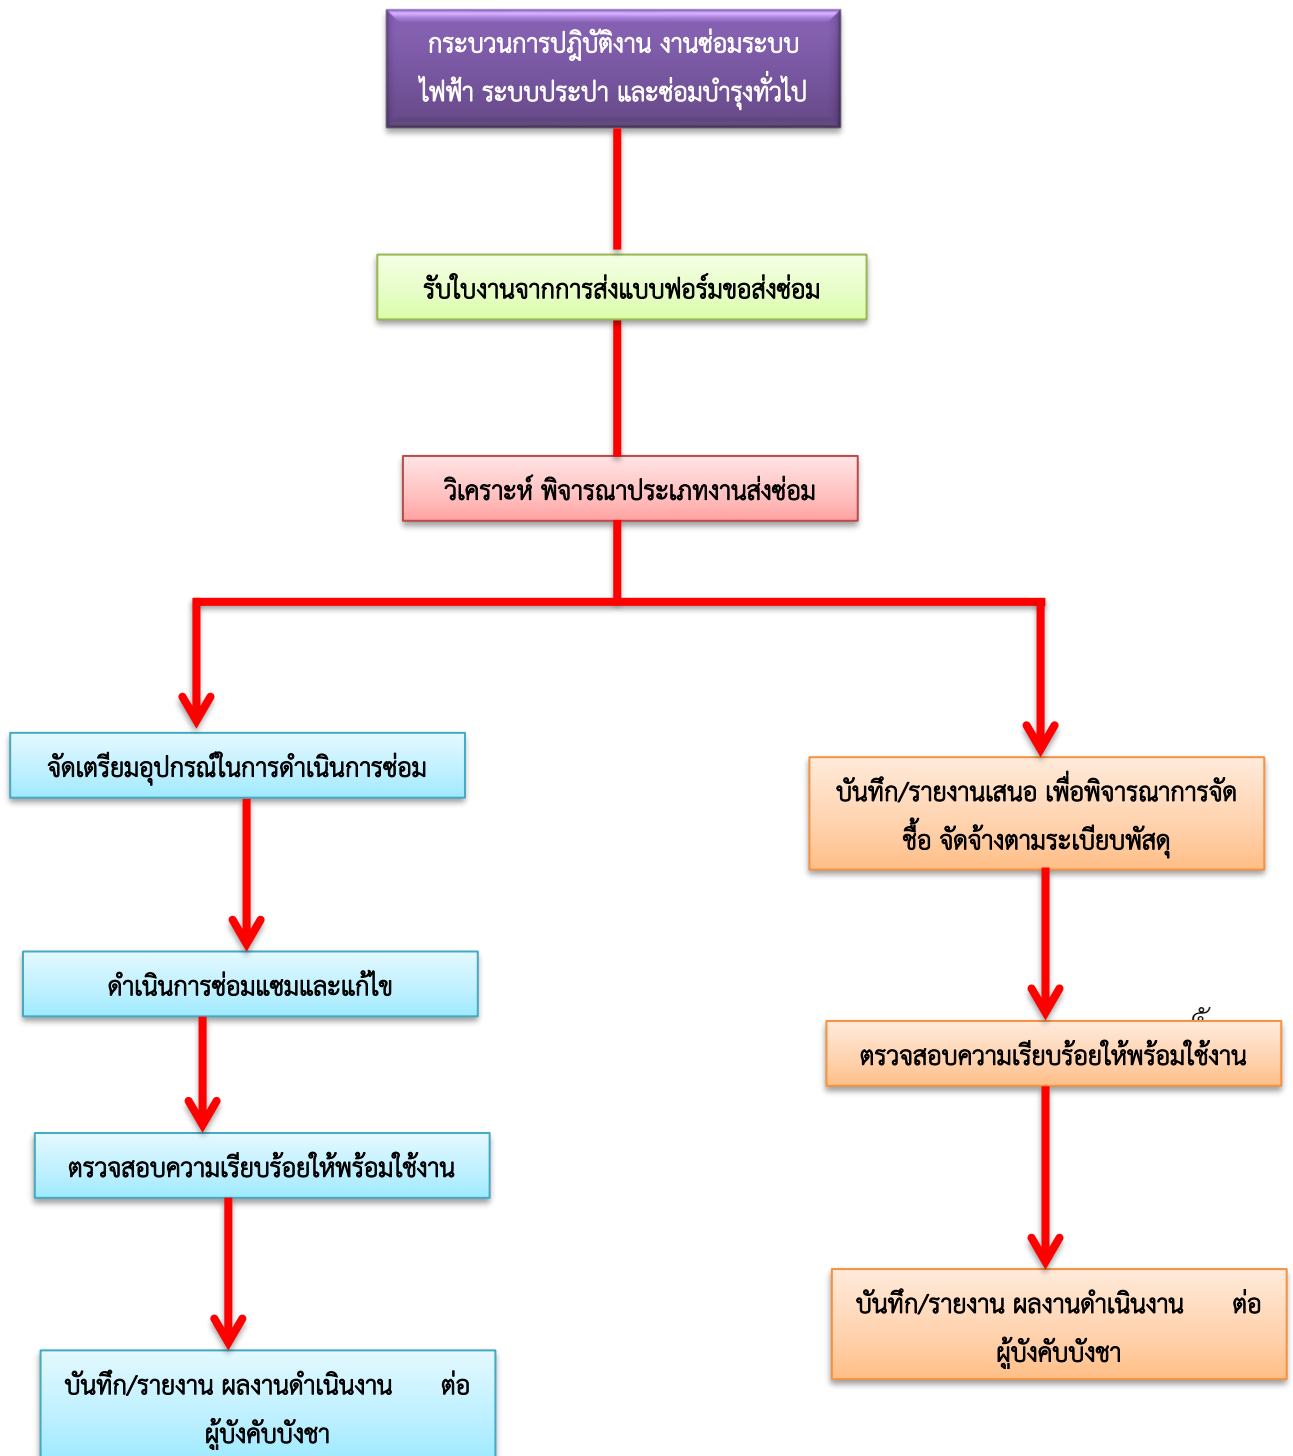 กระบวนการปฎิบัติงาน งานซ่อมระบบ
ไฟฟ้า ระบบประปา และซ่อมบำรุงทั่วไป
รับใบงานจากการส่งแบบฟอร์มขอส่งซ่อม
วิเคราะห์ พิจารณาประเภทงานส่งซ่อม
จัดเตรียมอุปกรณ์ในการดำเนินการซ่อม
ดำเนินการซ่อมแซมและแก้ไข
ตรวจสอบความเรียบร้อยให้พร้อมใช้งาน
บันทึก/รายงาน ผลงานดำเนินงาน ต่อ
ผู้บังคับบังชา
บันทึก/รายงานเสนอ เพื่อพิจารณาการจัด
ซื้อ จัดจ้างตามระเบียบพัสดุ
ตรวจสอบความเรียบร้อยให้พร้อมใช้งาน
บันทึก/รายงาน ผลงานดำเนินงาน ต่อ
ผู้บังคับบังชา